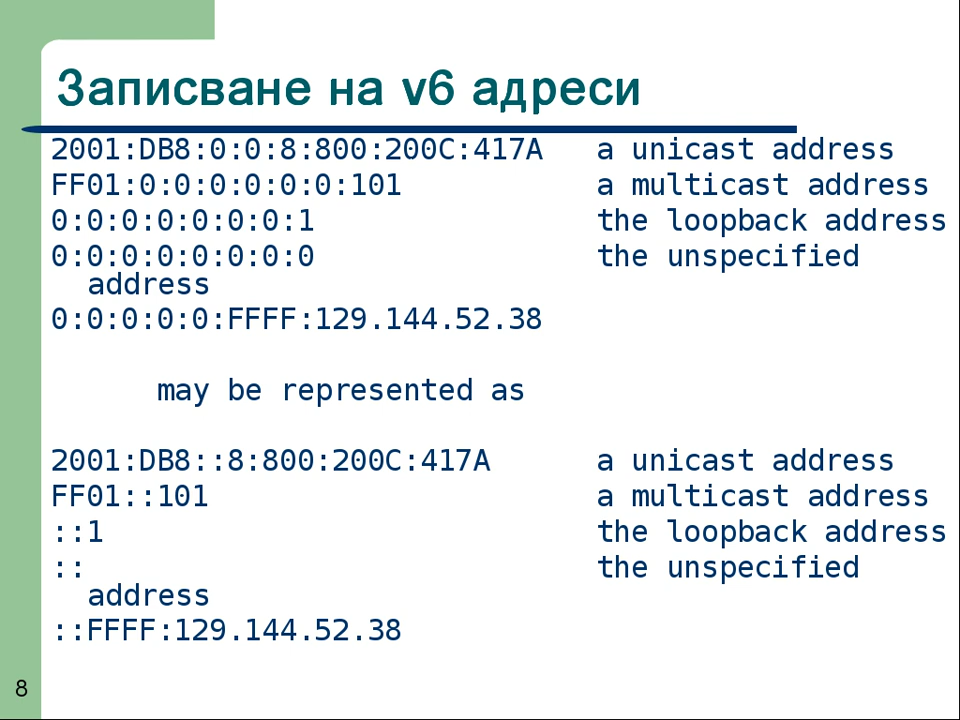 Записване на v6 адреси
2001:DB8:0:0:8:800:200C:417A a unicast address
FF01:0:0:0:0:0:0:101 a multicast address
0:0:0:0:0:0:0:1 the loopback address
0:0:0:0:0:0:0:0 the unspecified
address
0:0:0:0:0:FFFF:129.144.52.38
may be represented as
2001:DB8::8:800:200C:417A a unicast address
FF01::101 a multicast address
::1 the loopback address
:: the unspecified
address
::FFFF:129.144.52.38
8